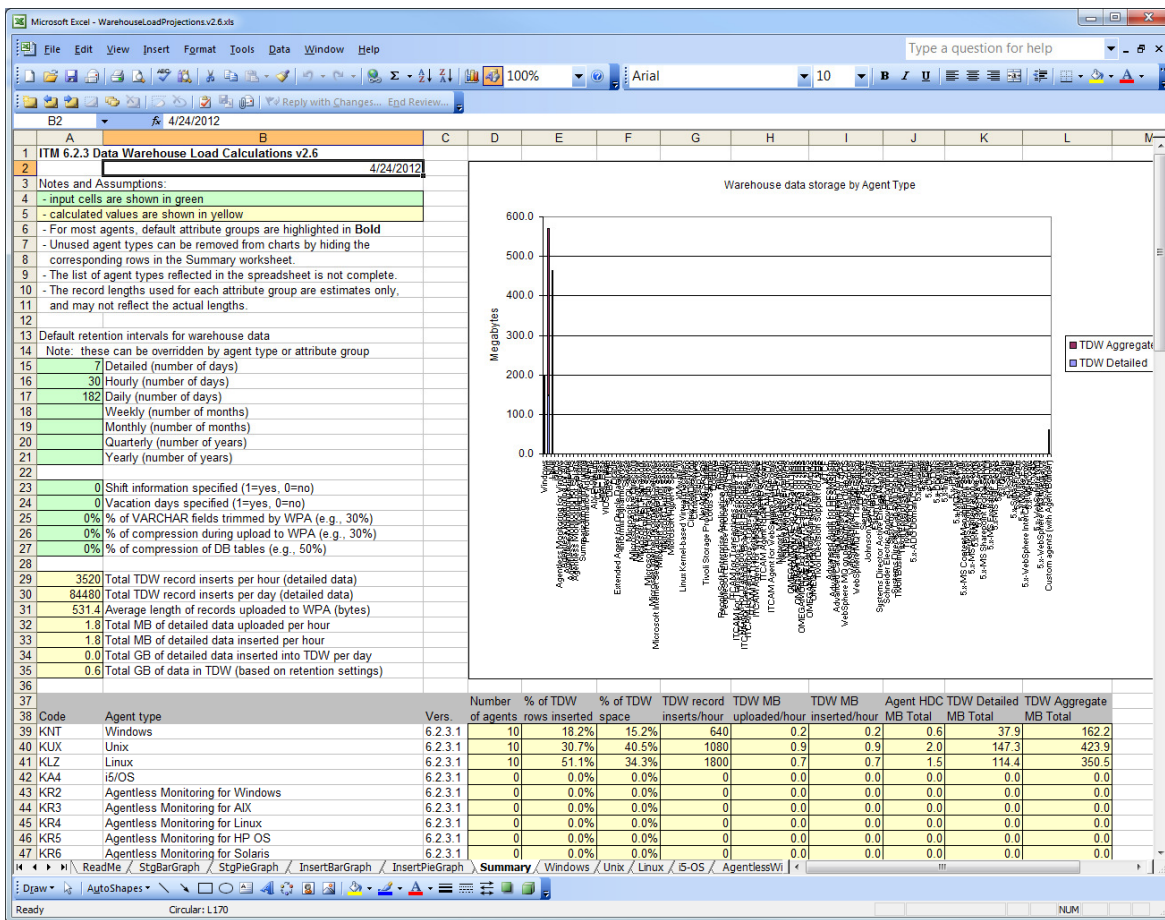 Microsoft Excel - WarehouseLoadProjections.v2.6.xls
File Edit View Insert Format Tools Data Window Help
Type a question for help
100%
Arial
10
B I U
Reply with Changes... End Review...
B2
fx 4/24/2012
A B C D E F G H I J K L M
1 ITM 6.2.3 Data Warehouse Load Calculations v2.6
2 4/24/2012
3 Notes and Assumptions:
4 - input cells are shown in green
5 - calculated values are shown in yellow
6 - For most agents, default attribute groups are highlighted in Bold
7 - Unused agent types can be removed from charts by hiding the
8 corresponding rows in the Summary worksheet.
9 - The list of agent types reflected in the spreadsheet is not complete.
10 - The record lengths used for each attribute group are estimates only,
11 and may not reflect the actual lengths.
12
13 Default retention intervals for warehouse data
14 Note: these can be overridden by agent type or attribute group
15 7 Detailed (number of days)
16 30 Hourly (number of days)
17 182 Daily (number of days)
18 Weekly (number of months)
19 Monthly (number of months)
20 Quarterly (number of years)
21 Yearly (number of years)
22
23 0 Shift information specified (1=yes, 0=no)
24 0 Vacation days specified (1=yes, 0=no)
25 0% % of VARCHAR fields trimmed by WPA (e.g., 30%)
26 0% % of compression during upload to WPA (e.g., 30%)
27 0% % of compression of DB tables (e.g., 50%)
28
29 3520 Total TDW record inserts per hour (detailed data)
30 84480 Total TDW record inserts per day (detailed data)
31 531.4 Average length of records uploaded to WPA (bytes)
32 1.8 Total MB of detailed data uploaded per hour
33 1.8 Total MB of detailed data inserted per hour
34 0.0 Total GB of detailed data inserted into TDW per day
35 0.6 Total GB of data in TDW (based on retention settings)
36
Warehouse data storage by Agent Type
Megabytes
600.0
500.0
400.0
300.0
200.0
100.0
0.0
TDW Aggregate
TDW Detailed
Windows
Custom agents (with Agent Builder)
37 Number % of TDW % of TDW TDW record TDW MB TDW MB Agent HDC TDW Detailed TDW Aggregate
38 Code Agent type Vers. of agents rows inserted space inserts/hour uploaded/hour inserted/hour MB Total MB Total MB Total
39 KNT Windows 6.2.3.1 10 18.2% 15.2% 640 0.2 0.2 0.6 37.9 162.2
40 KUX Unix 6.2.3.1 10 30.7% 40.5% 1080 0.9 0.9 2.0 147.3 423.9
41 KLZ Linux 6.2.3.1 10 51.1% 34.3% 1800 0.7 0.7 1.5 114.4 350.5
42 KA4 i5/OS 6.2.3.1 0 0.0% 0.0% 0 0.0 0.0 0.0 0.0 0.0
43 KR2 Agentless Monitoring for Windows 6.2.3.1 0 0.0% 0.0% 0 0.0 0.0 0.0 0.0 0.0
44 KR3 Agentless Monitoring for AIX 6.2.3.1 0 0.0% 0.0% 0 0.0 0.0 0.0 0.0 0.0
45 KR4 Agentless Monitoring for Linux 6.2.3.1 0 0.0% 0.0% 0 0.0 0.0 0.0 0.0 0.0
46 KR5 Agentless Monitoring for HP OS 6.2.3.1 0 0.0% 0.0% 0 0.0 0.0 0.0 0.0 0.0
47 KR6 Agentless Monitoring for Solaris 6.2.3.1 0 0.0% 0.0% 0 0.0 0.0 0.0 0.0 0.0
ReadMe StgBarGraph StgPieGraph InsertBarGraph InsertPieGraph Summary Windows Unix Linux i5-OS AgentlessWi
Draw AutoShapes
Ready Circular: L170 NUM